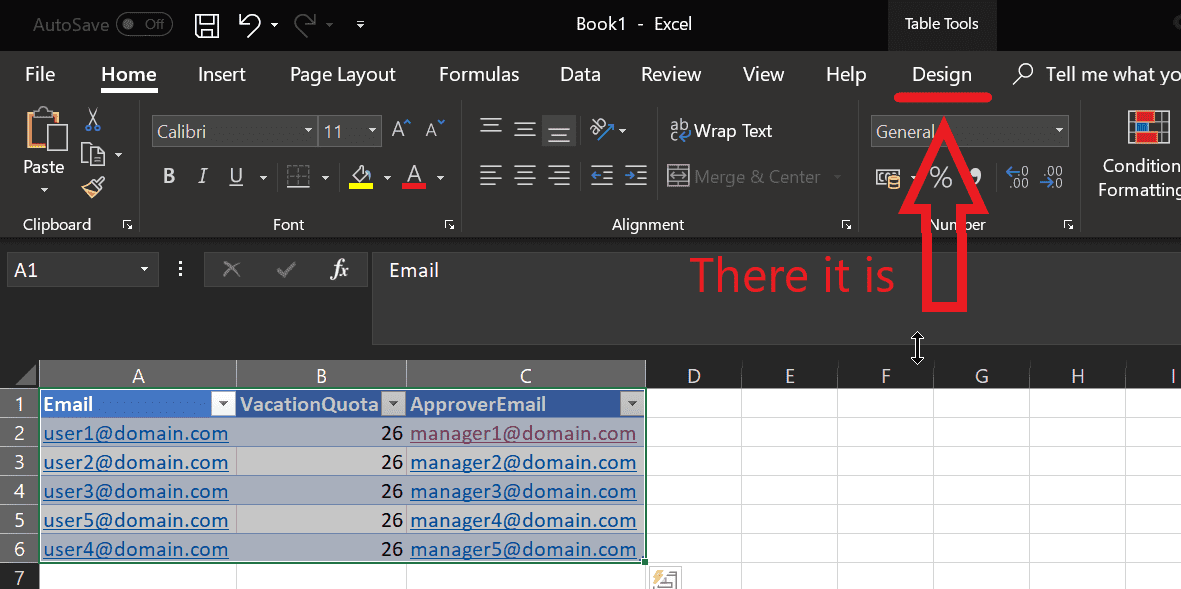 AutoSave Off Book1 - Excel Table Tools
File Home Insert Page Layout Formulas Data Review View Help Design Tell me what yo
Calibri 11 Wrap Text General
Paste B I U A Merge & Center % .00 .00 Condition
Formatting
Clipboard Font Alignment Number
A1 fx Email
There it is
A B C D E F G H I
1 Email VacationQuota ApproverEmail
2 user1@domain.com 26 manager1@domain.com
3 user2@domain.com 26 manager2@domain.com
4 user3@domain.com 26 manager3@domain.com
5 user5@domain.com 26 manager4@domain.com
6 user4@domain.com 26 manager5@domain.com
7